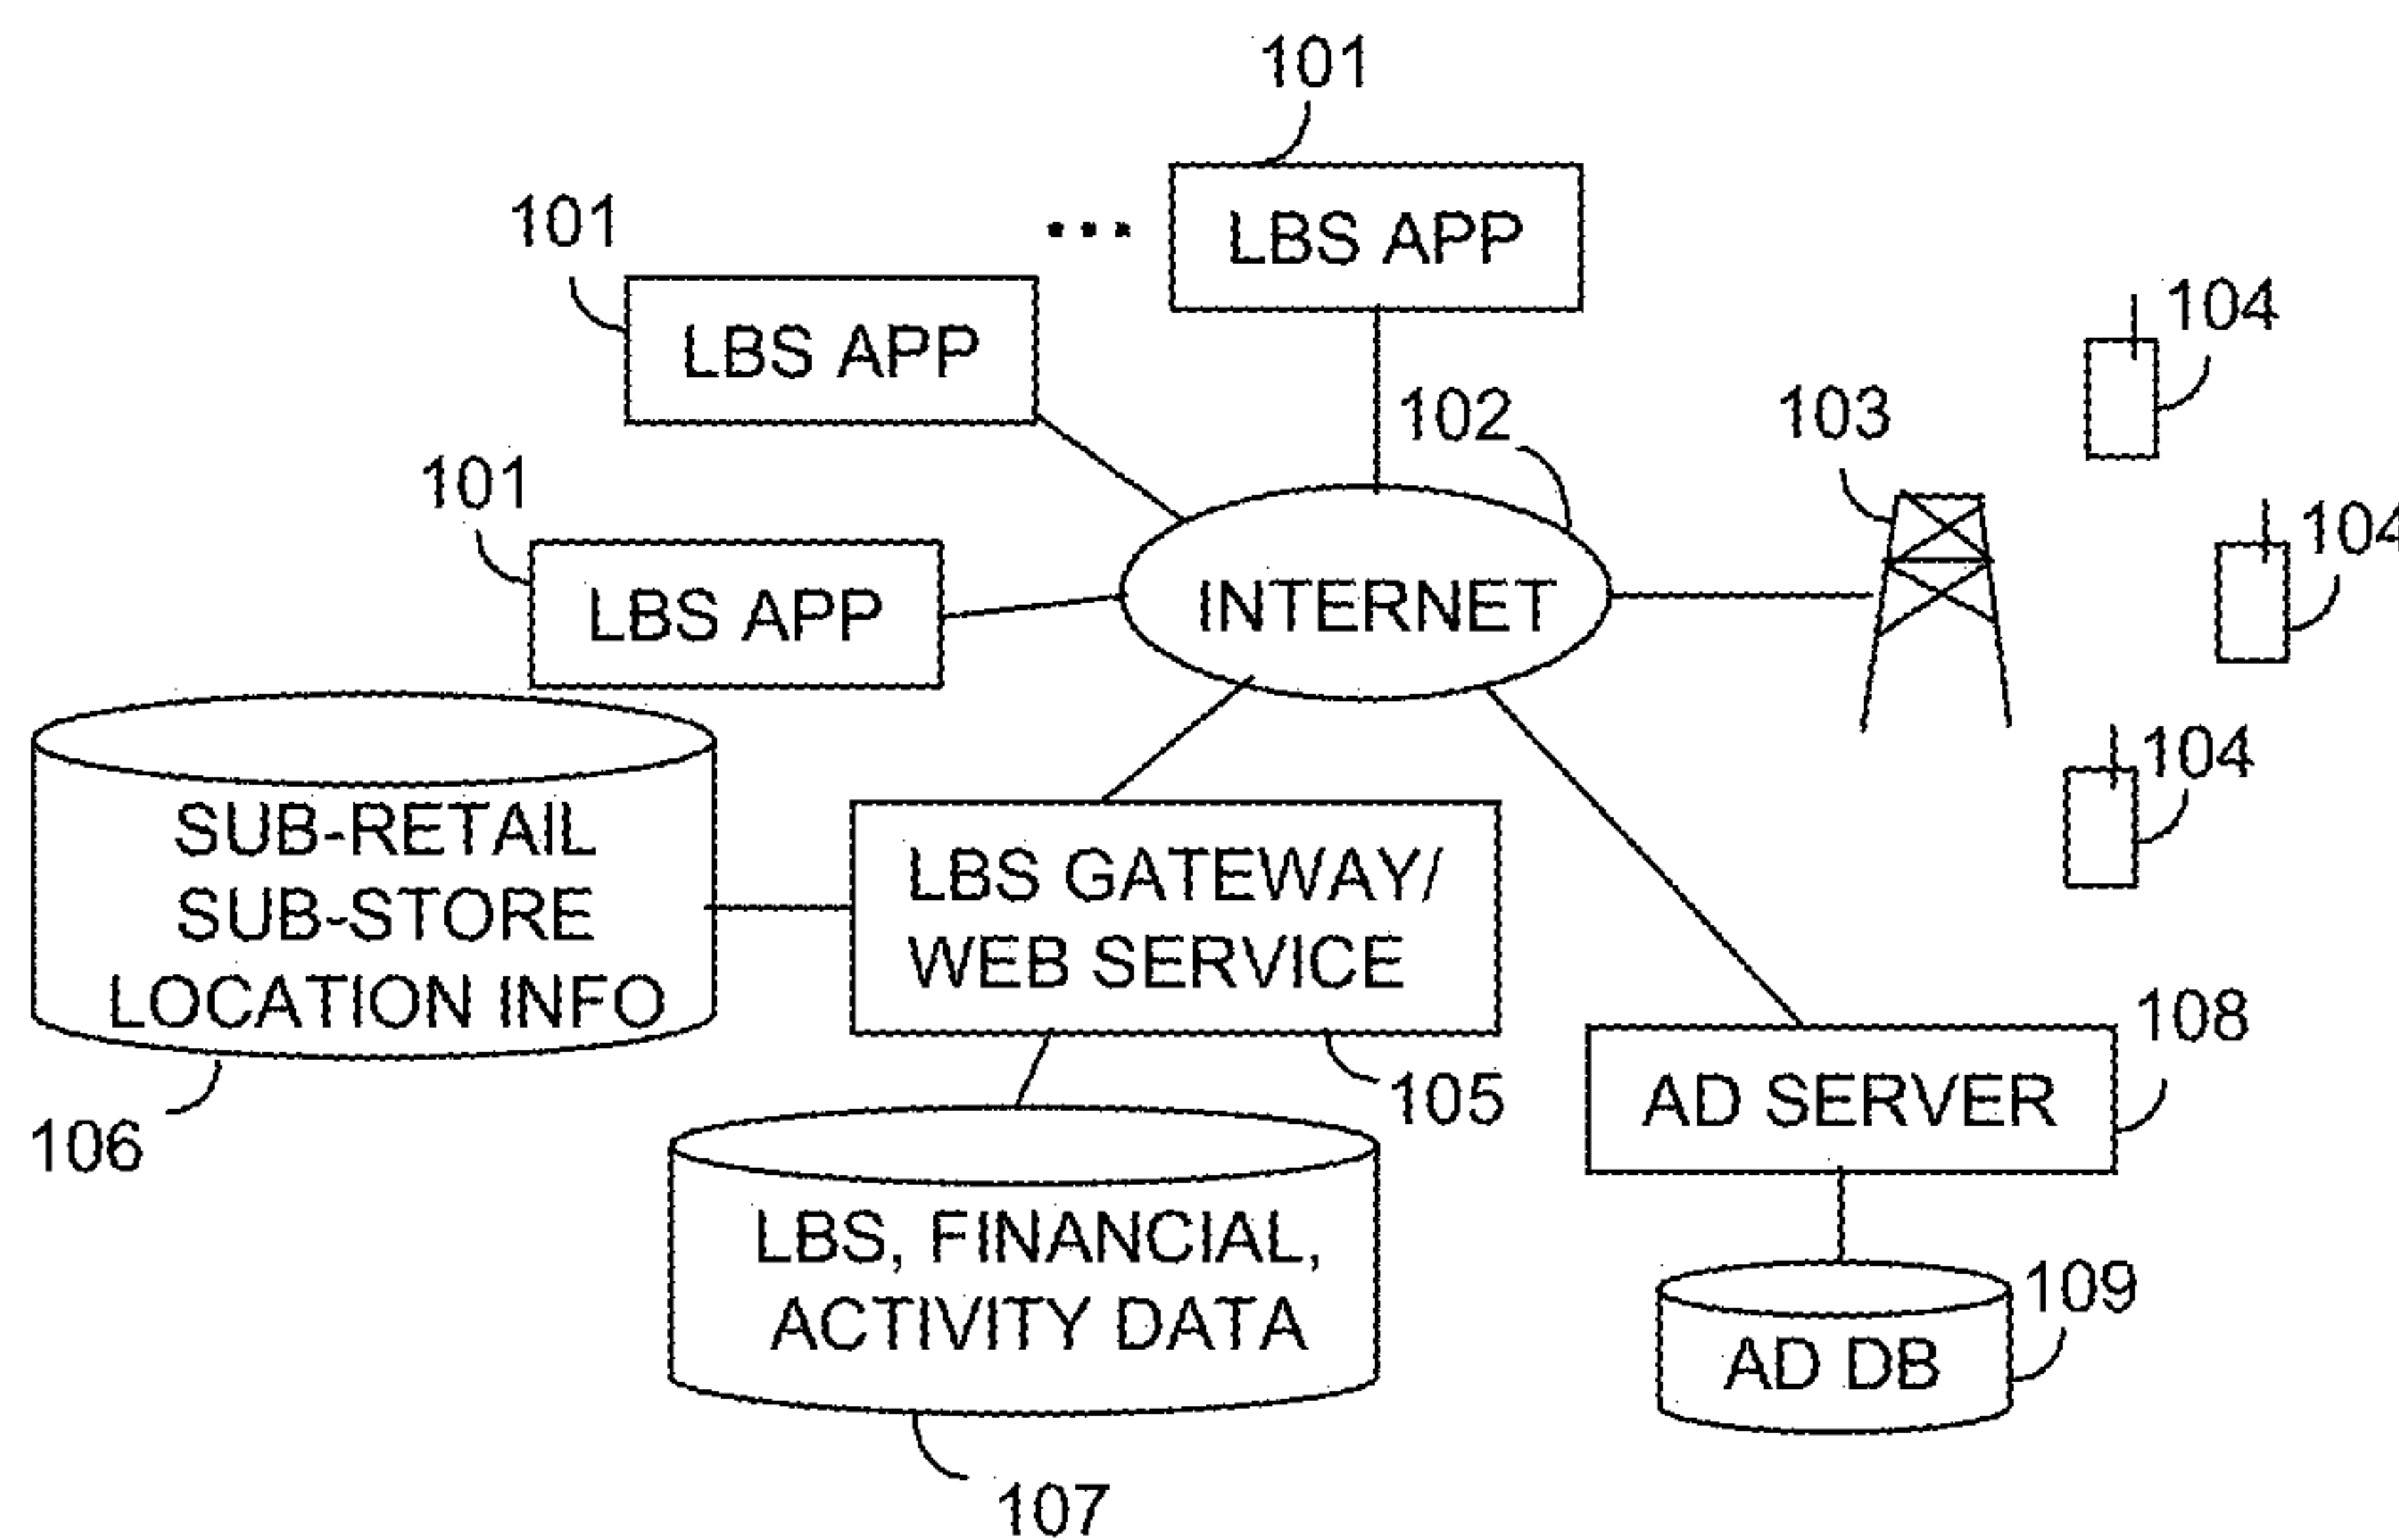 101
101
... LBS APP
104
LBS APP
102
103
101
104
LBS APP
INTERNET
104
SUB-RETAIL
SUB-STORE
LOCATION INFO
LBS GATEWAY/
WEB SERVICE
108
105
AD SERVER
106
LBS, FINANCIAL,
ACTIVITY DATA
109
AD DB
107